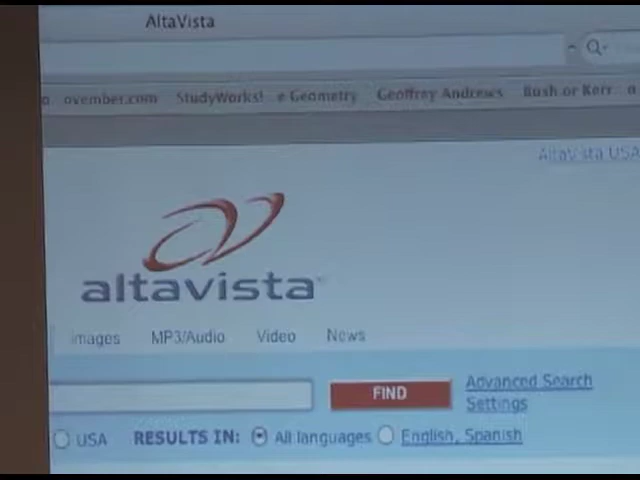 AltaVista
ovember.com StudyWorks! e Geometry Geoffrey Andrews Bush or Kerr
AltaVista USA
altavista
Images MP3/Audio Video News
FIND
Advanced Search
Settings
USA RESULTS IN: All languages English, Spanish